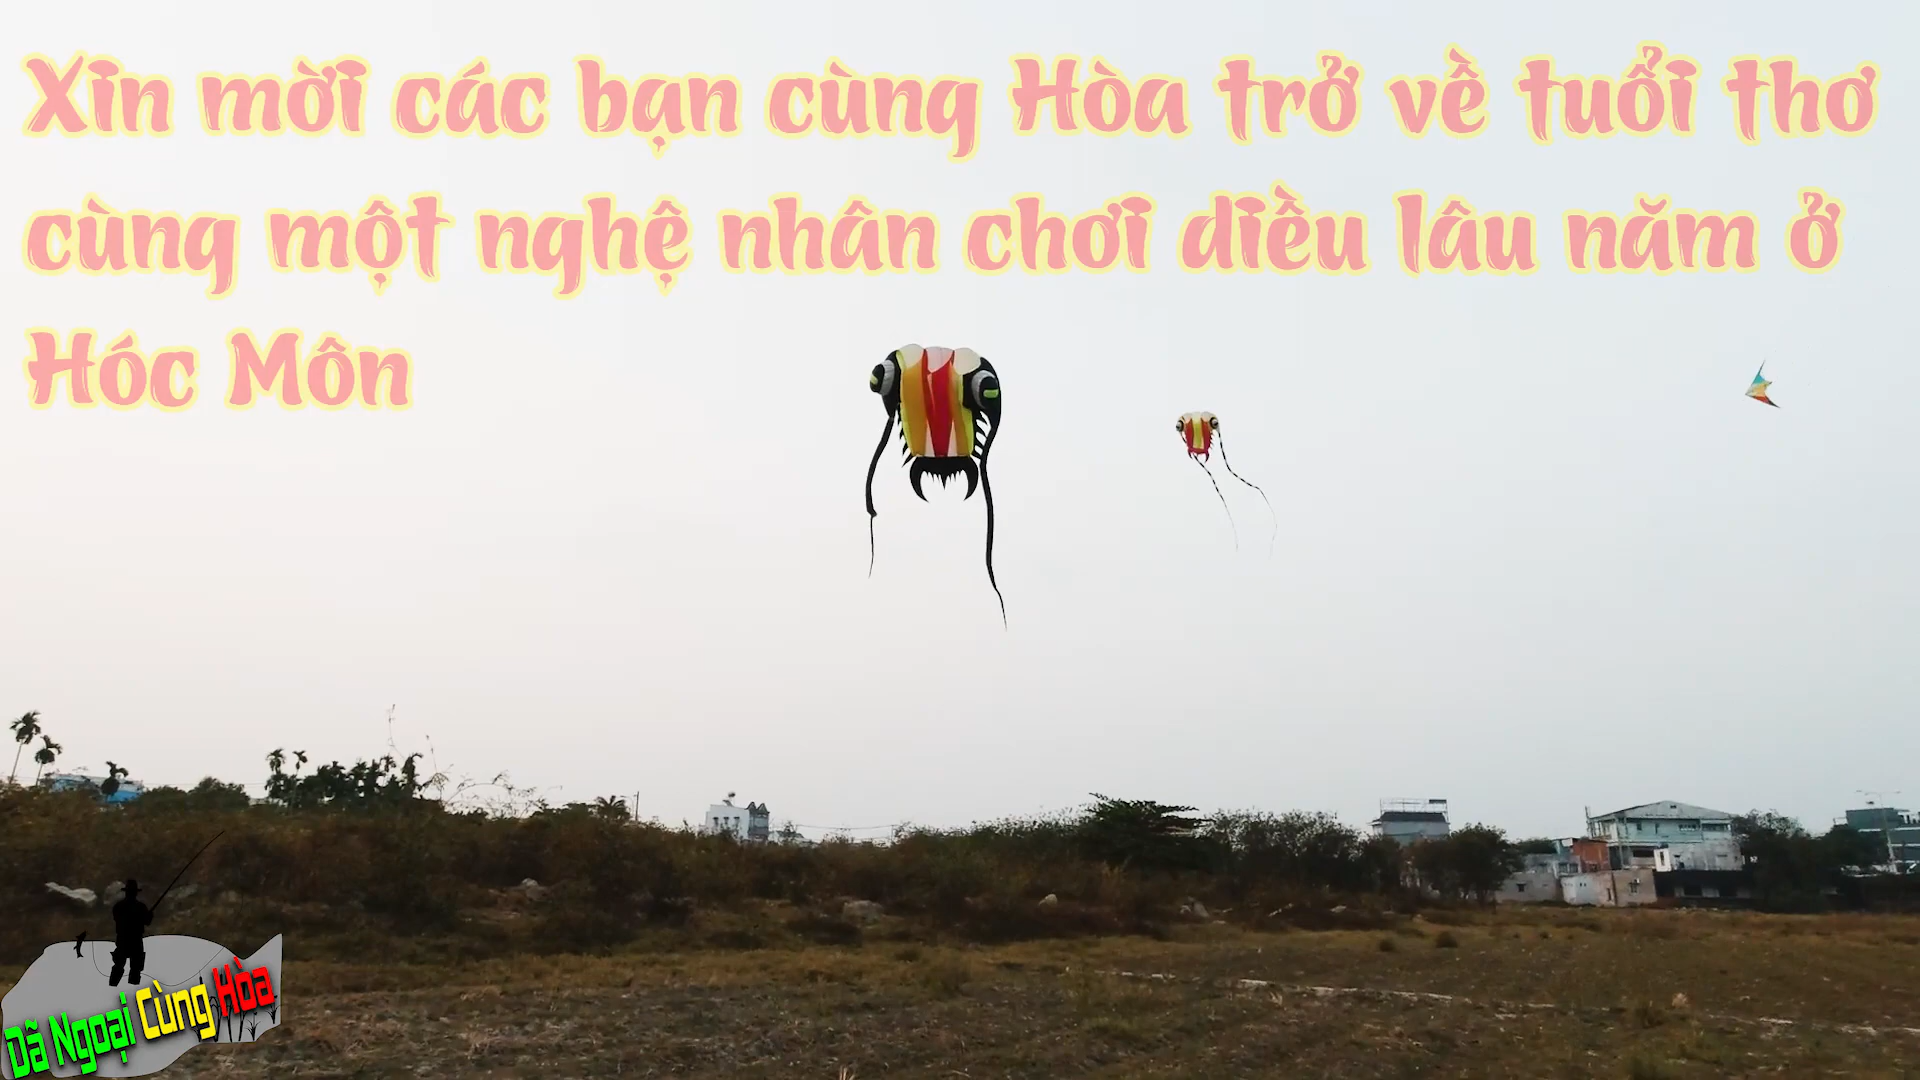 Xin mời các bạn cùng Hòa trở về tuổi thơ
cùng một nghệ nhân chơi diều lâu năm ở
Hóc Môn
Dã Ngoại Cùng Hòa